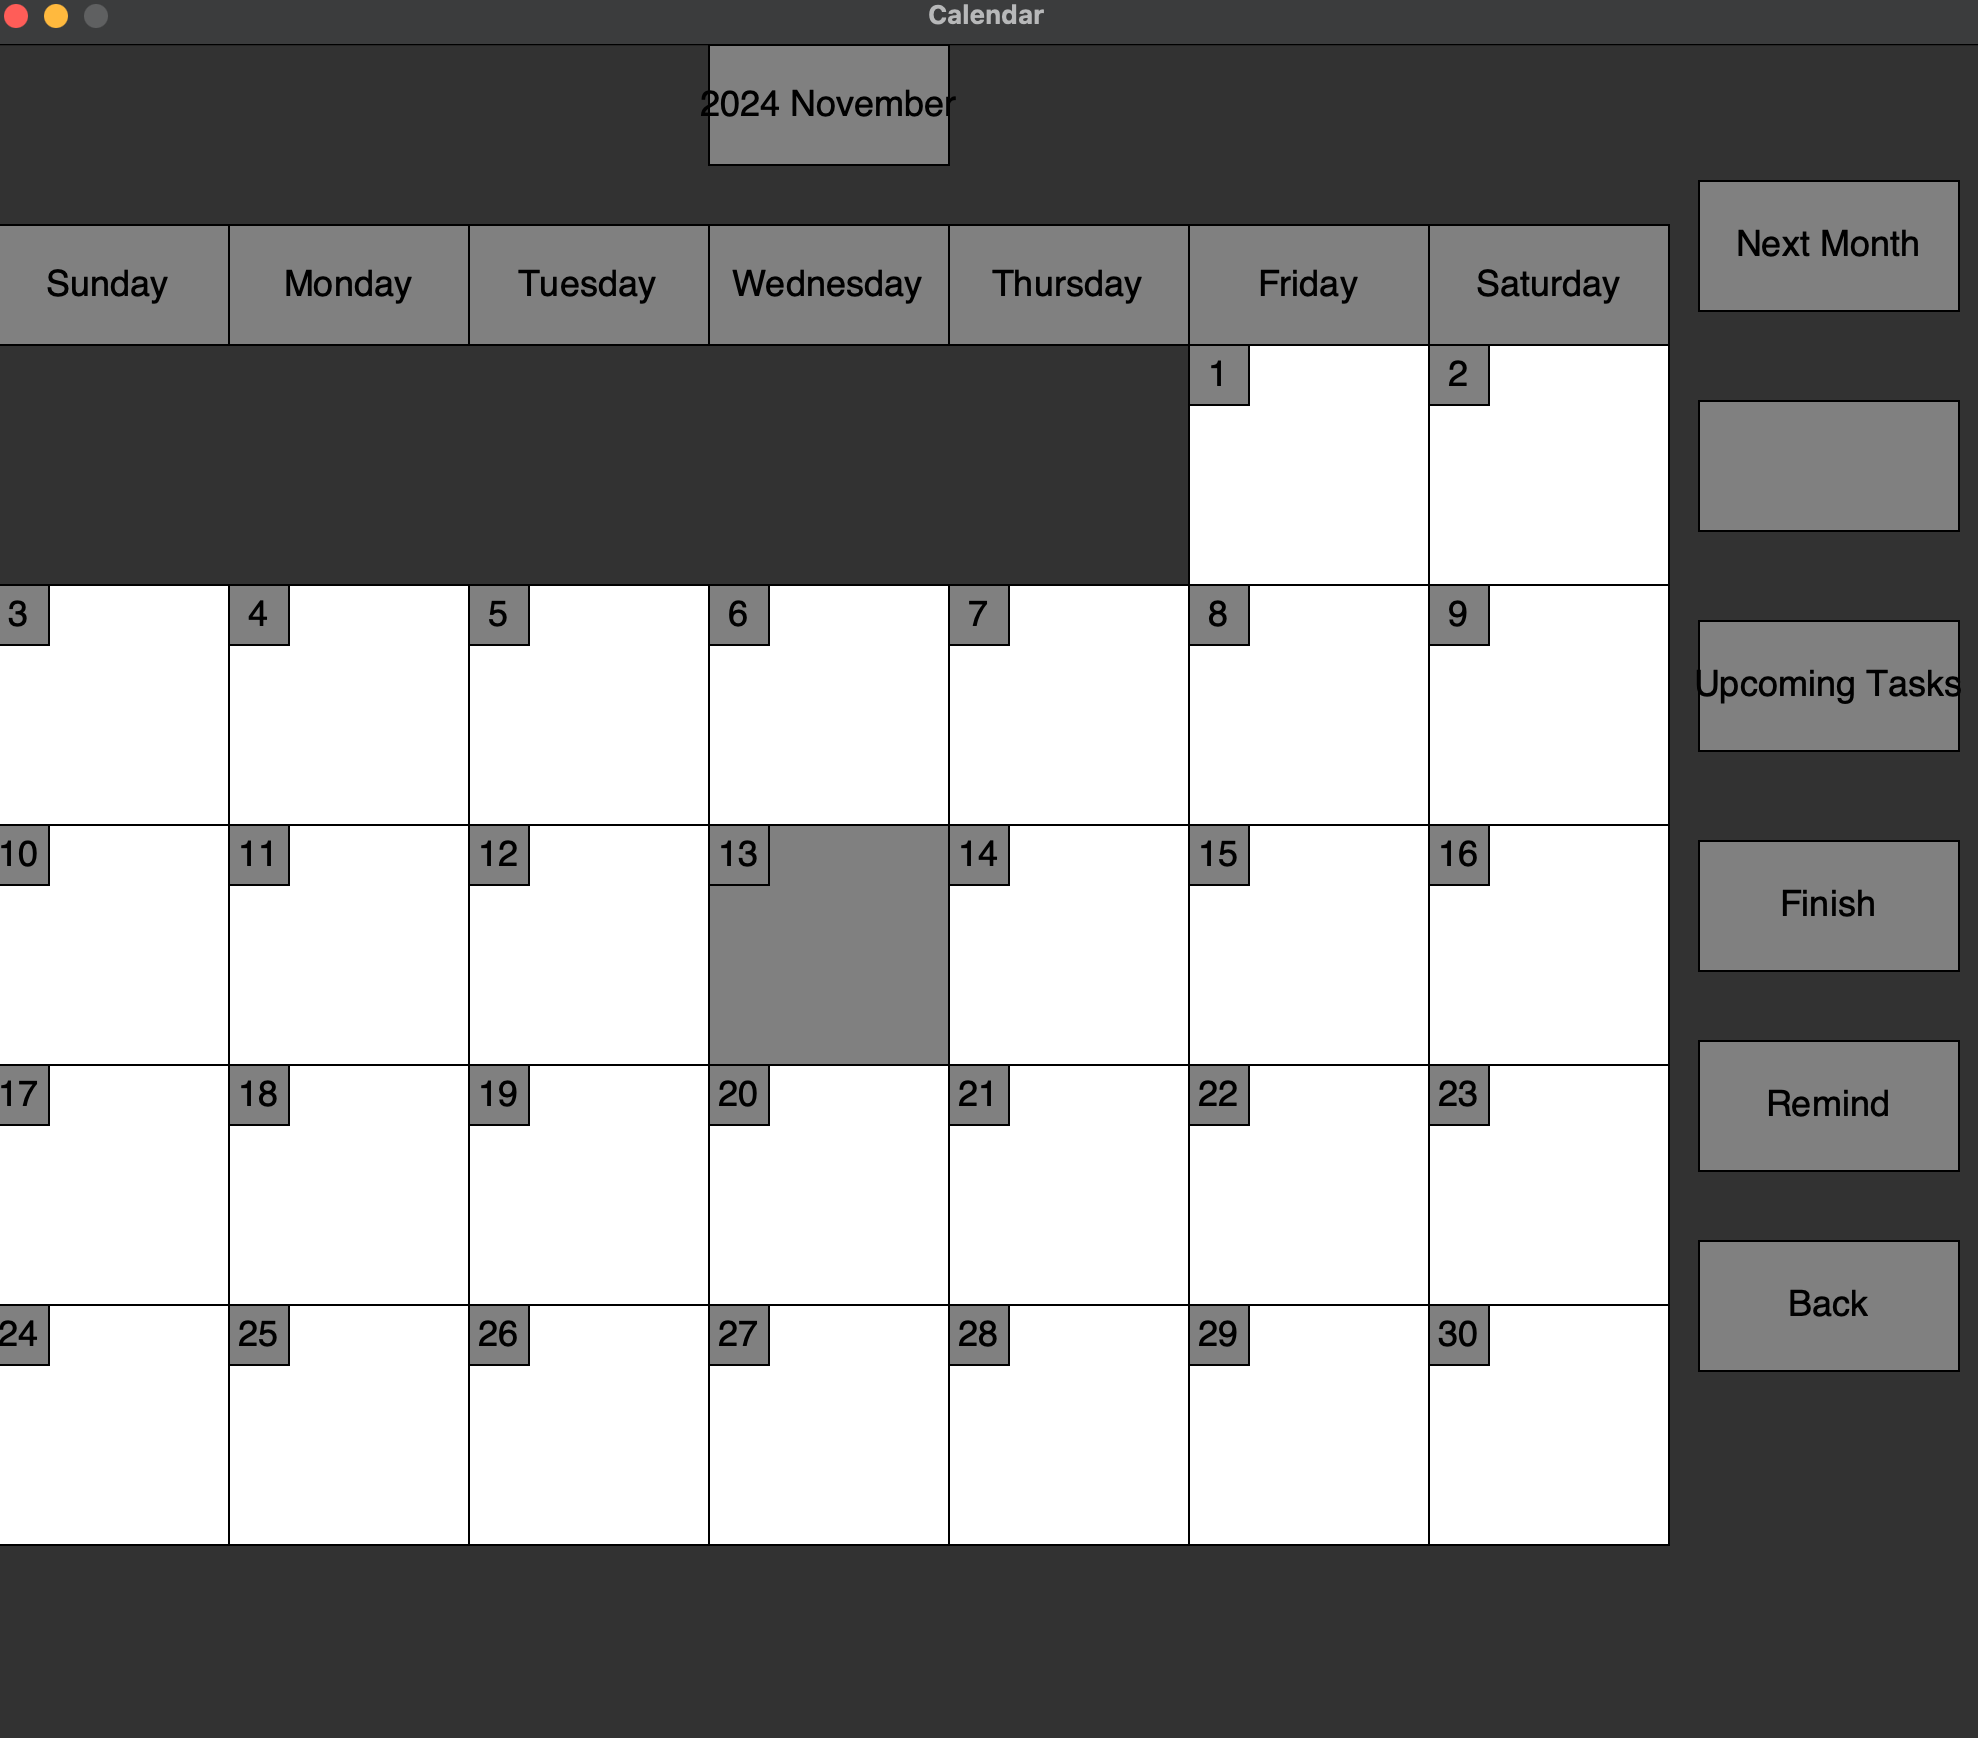 Calendar
2024 November
Next Month
Sunday Monday Tuesday Wednesday Thursday Friday Saturday
1 2
3 4 5 6 7 8 9
Upcoming Tasks
10 11 12 13 14 15 16
Finish
17 18 19 20 21 22 23
Remind
24 25 26 27 28 29 30
Back